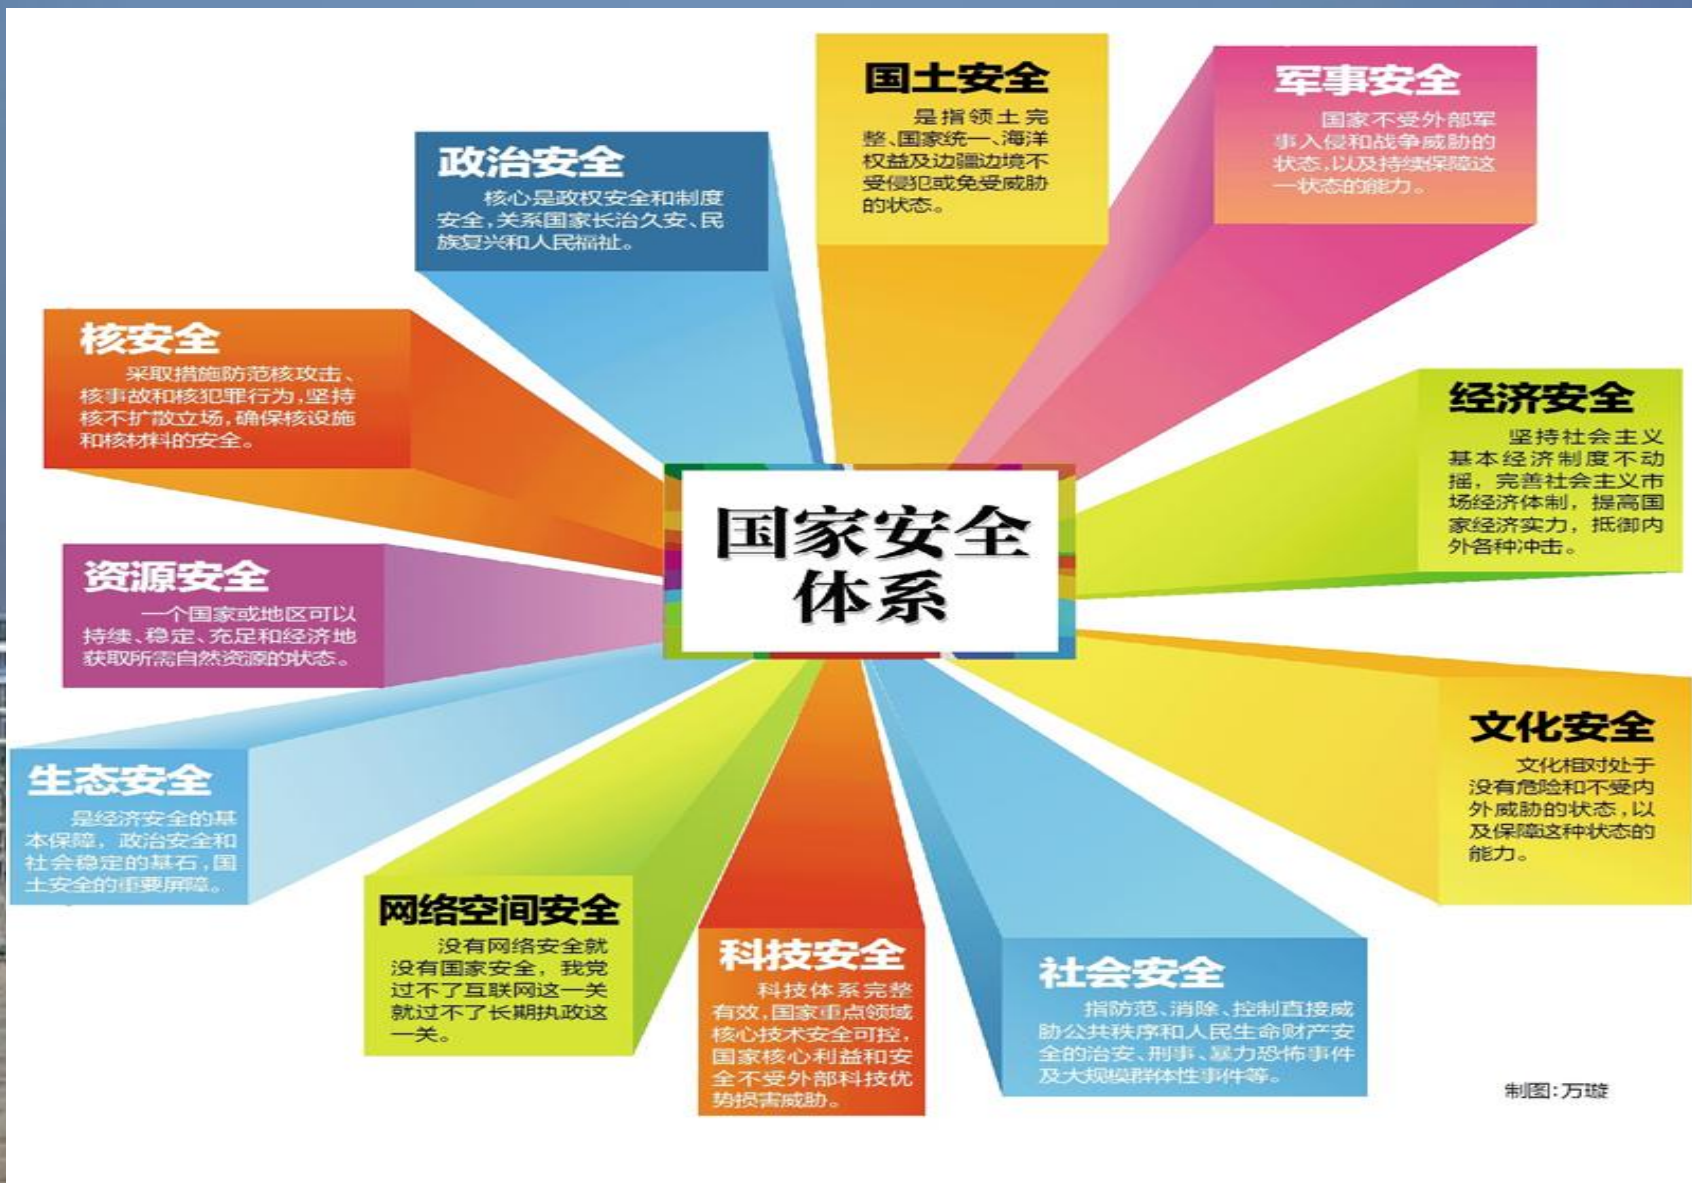 国土安全
是指领土完
整、国家统一、海洋
权益及边疆边境不
受侵犯或免受威胁
的状态。
军事安全
国家不受外部军
事入侵和战争威胁的
状态,以及持续保障这
一状态的能力。
政治安全
核心是政权安全和制度
安全,关系国家长治久安、民
族复兴和人民福祉。
核安全
采取措施防范核攻击、
核事故和核犯罪行为,坚持
核不扩散立场,确保核设施
和核材料的安全。
经济安全
坚持社会主义
基本经济制度不动
摇，完善社会主义市
场经济体制，提高国
家经济实力，抵御内
外各种冲击。
国家安全
体系
资源安全
一个国家或地区可以
持续、稳定、充足和经济地
获取所需自然资源的状态。
文化安全
文化相对处于
没有危险和不受内
外威胁的状态,以
及保障这种状态的
能力。
生态安全
是经济安全的基
本保障，政治安全和
社会稳定的基石,国
土安全的重要屏障。
网络空间安全
没有网络安全就
没有国家安全，我党
过不了互联网这一关
就过不了长期执政这
一关。
科技安全
科技体系完整
有效,国家重点领域
核心技术安全可控,
国家核心利益和安
全不受外部科技优
势损害威胁。
社会安全
指防范、消除、控制直接威
胁公共秩序和人民生命财产安
全的治安、刑事、暴力恐怖事件
及大规模群体性事件等。
制图:万璇